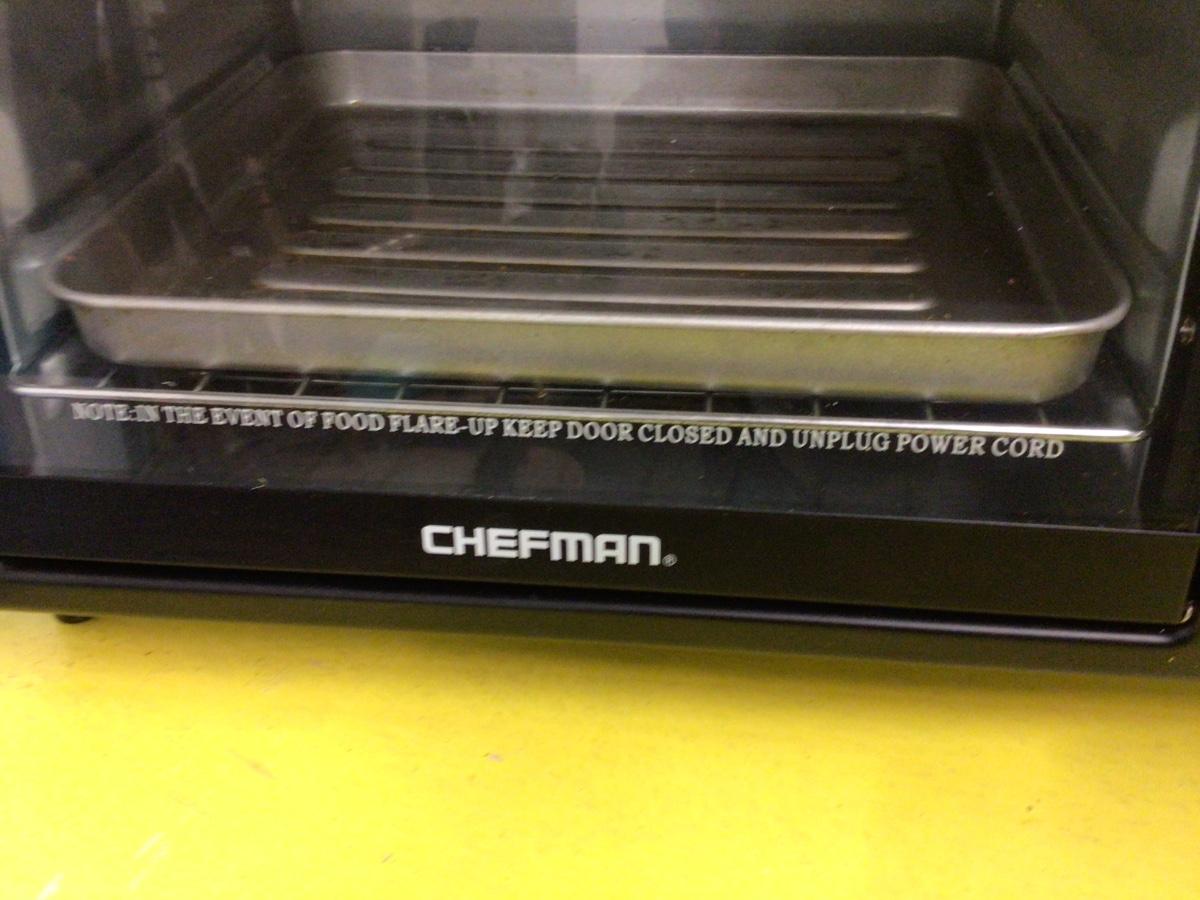 NOTE:IN THE EVENT OF FOOD FLARE-UP KEEP DOOR CLOSED AND UNPLUG POWER CORD
CHEFMAN®